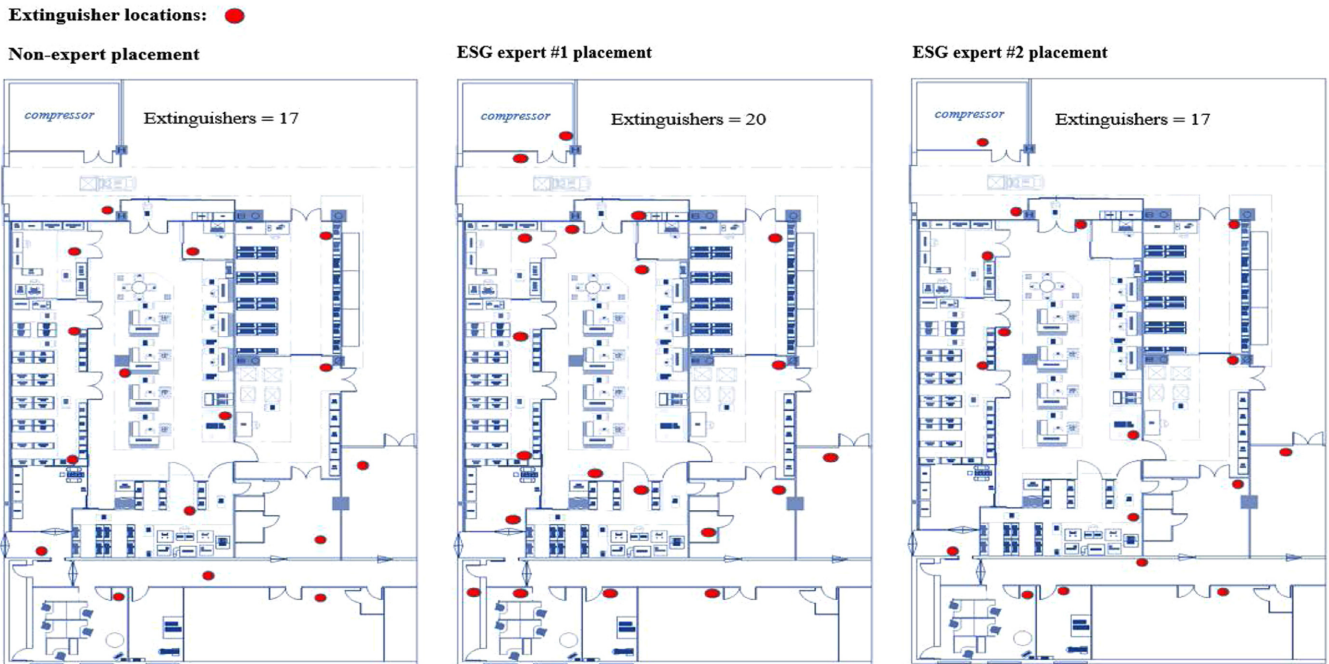 Extinguisher locations:
Non-expert placement
ESG expert #1 placement
ESG expert #2 placement
compressor
Extinguishers = 17
compressor
Extinguishers = 20
compressor
Extinguishers = 17